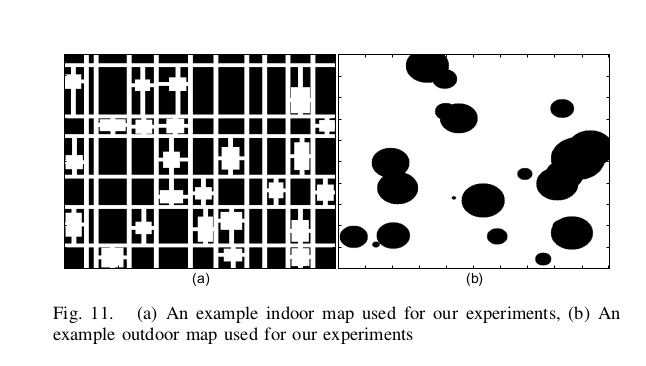 (a)
(b)
Fig. 11. (a) An example indoor map used for our experiments, (b) An
example outdoor map used for our experiments